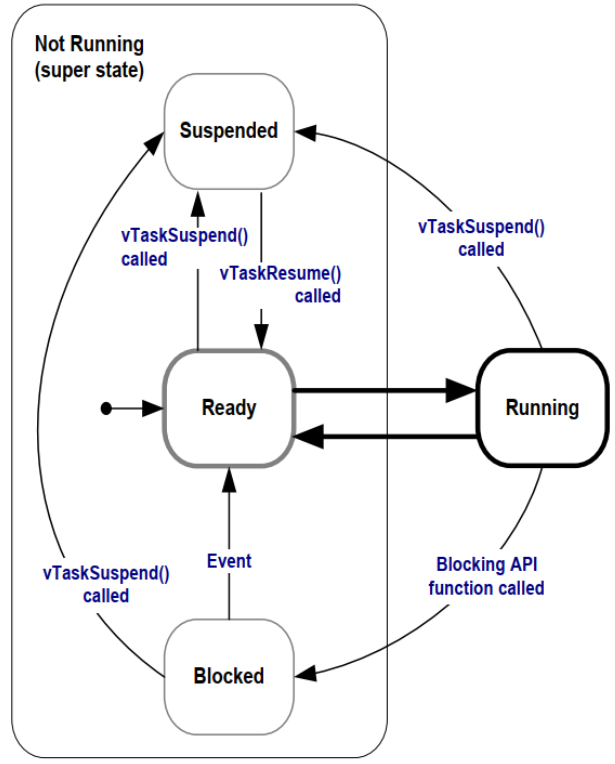 Not Running
(super state)
Suspended
vTaskSuspend()
called
vTaskSuspend()
called
vTaskResume()
called
Ready
Running
Event
vTaskSuspend()
called
Blocking API
function called
Blocked